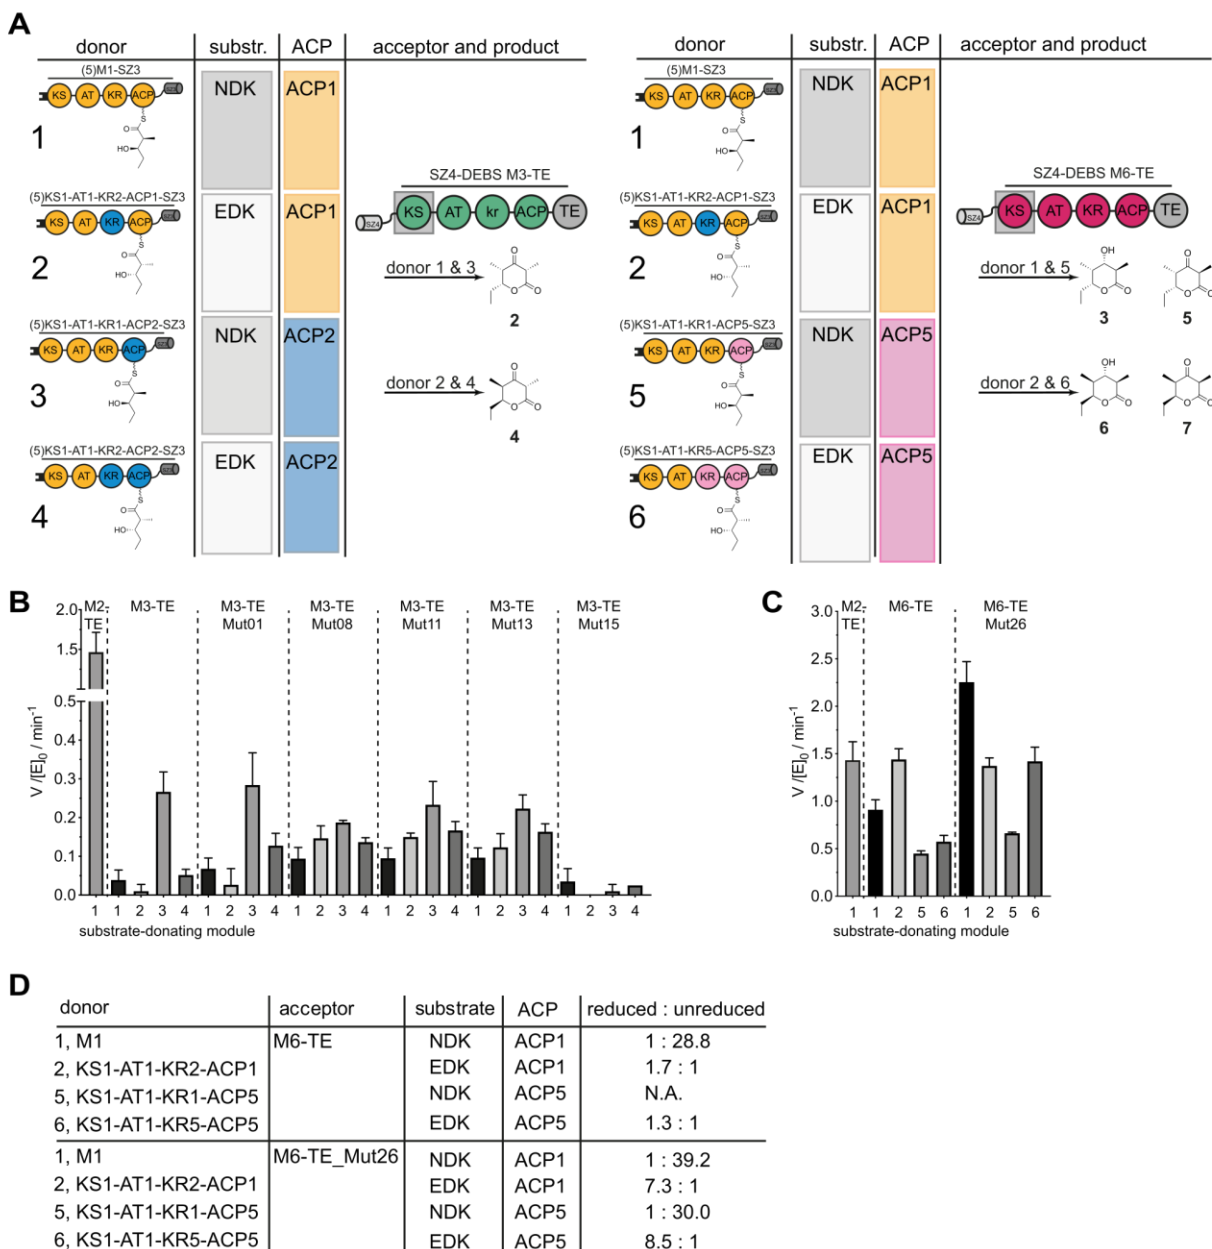 A
donor substr. ACP acceptor and product
(5)M1-SZ3
KS AT KR ACP SZ3
NDK ACP1
1
S
O
HO
(5)KS1-AT1-KR2-ACP1-SZ3
KS AT KR ACP SZ3
EDK ACP1
2
S
O
HO
(5)KS1-AT1-KR1-ACP2-SZ3
KS AT KR ACP SZ3
NDK ACP2
3
S
O
HO
(5)KS1-AT1-KR2-ACP2-SZ3
KS AT KR ACP SZ3
EDK ACP2
4
S
O
HO
SZ4-DEBS M3-TE
SZ4 KS AT kr ACP TE
donor 1 & 3
O
O O
2
donor 2 & 4
O
O O
4
donor substr. ACP acceptor and product
(5)M1-SZ3
KS AT KR ACP SZ3
NDK ACP1
1
S
O
HO
(5)KS1-AT1-KR2-ACP1-SZ3
KS AT KR ACP SZ3
EDK ACP1
2
S
O
HO
(5)KS1-AT1-KR1-ACP5-SZ3
KS AT KR ACP SZ3
NDK ACP5
5
S
O
HO
(5)KS1-AT1-KR5-ACP5-SZ3
KS AT KR ACP SZ3
EDK ACP5
6
S
O
HO
SZ4-DEBS M6-TE
SZ4 KS AT KR ACP TE
donor 1 & 5
OH O
O O O O
3 5
donor 2 & 6
OH O
O O O O
6 7
B
M2-TE M3-TE M3-TE Mut01 M3-TE Mut08 M3-TE Mut11 M3-TE Mut13 M3-TE Mut15
V /[E]0 / min-1
2.0
1.5
0.5
0.3
0.2
0.1
0.0
1 1 2 3 4 1 2 3 4 1 2 3 4 1 2 3 4 1 2 3 4 1 2 3 4
substrate-donating module
C
M2-TE M6-TE M6-TE Mut26
V /[E]0 / min-1
3.0
2.5
2.0
1.5
1.0
0.5
0.0
1 1 2 5 6 1 2 5 6
substrate-donating module
D
donor acceptor substrate ACP reduced : unreduced
1, M1 M6-TE NDK ACP1 1 : 28.8
2, KS1-AT1-KR2-ACP1 EDK ACP1 1.7 : 1
5, KS1-AT1-KR1-ACP5 NDK ACP5 N.A.
6, KS1-AT1-KR5-ACP5 EDK ACP5 1.3 : 1
1, M1 M6-TE_Mut26 NDK ACP1 1 : 39.2
2, KS1-AT1-KR2-ACP1 EDK ACP1 7.3 : 1
5, KS1-AT1-KR1-ACP5 NDK ACP5 1 : 30.0
6, KS1-AT1-KR5-ACP5 EDK ACP5 8.5 : 1